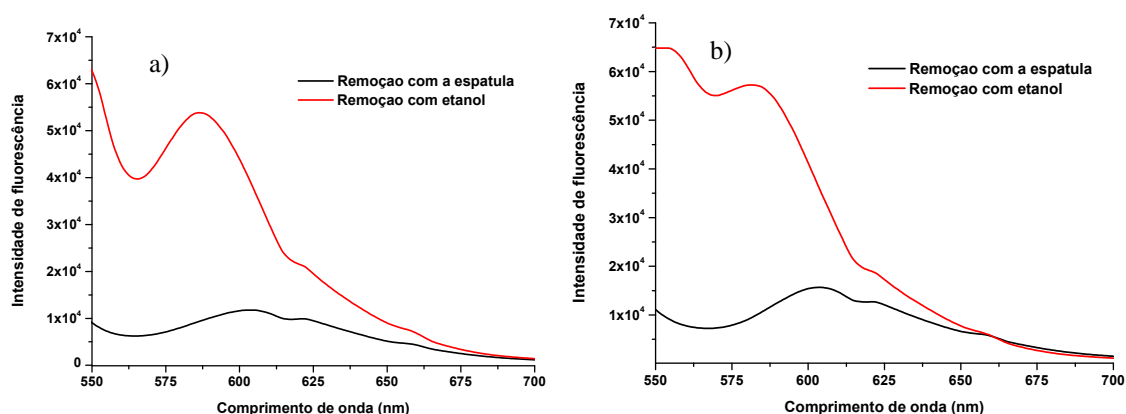 a)
Remoçao com a espatula
Remoçao com etanol
Intensidade de fluorescência
7x10⁴
6x10⁴
5x10⁴
4x10⁴
3x10⁴
2x10⁴
1x10⁴
0
550 575 600 625 650 675 700
Comprimento de onda (nm)
b)
Remoçao com a espatula
Remoçao com etanol
Intensidade de fluorescência
7x10⁴
6x10⁴
5x10⁴
4x10⁴
3x10⁴
2x10⁴
1x10⁴
550 575 600 625 650 675 700
Comprimento de onda (nm)